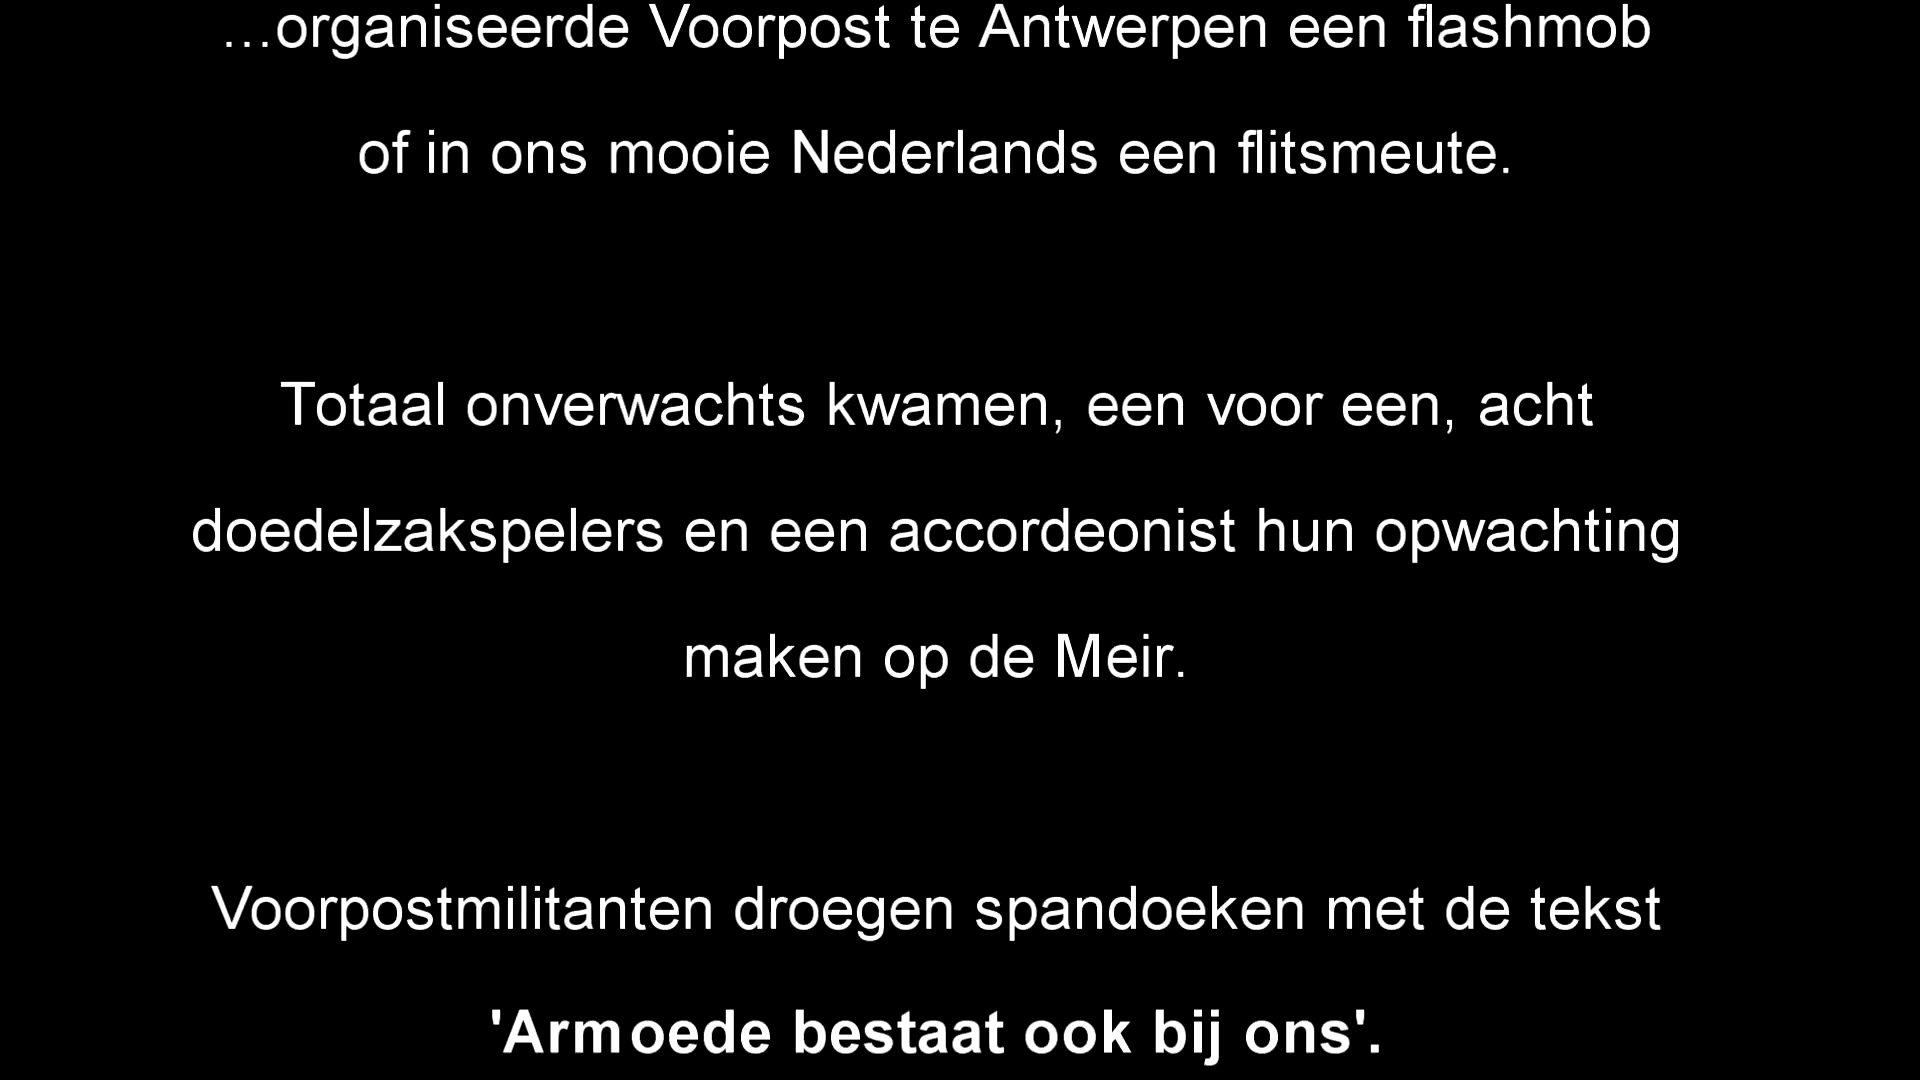 ...organiseerde Voorpost te Antwerpen een flashmob
of in ons mooie Nederlands een flitsmeute.
Totaal onverwachts kwamen, een voor een, acht
doedelzakspelers en een accordeonist hun opwachting
maken op de Meir.
Voorpostmilitanten droegen spandoeken met de tekst
'Armoede bestaat ook bij ons'.